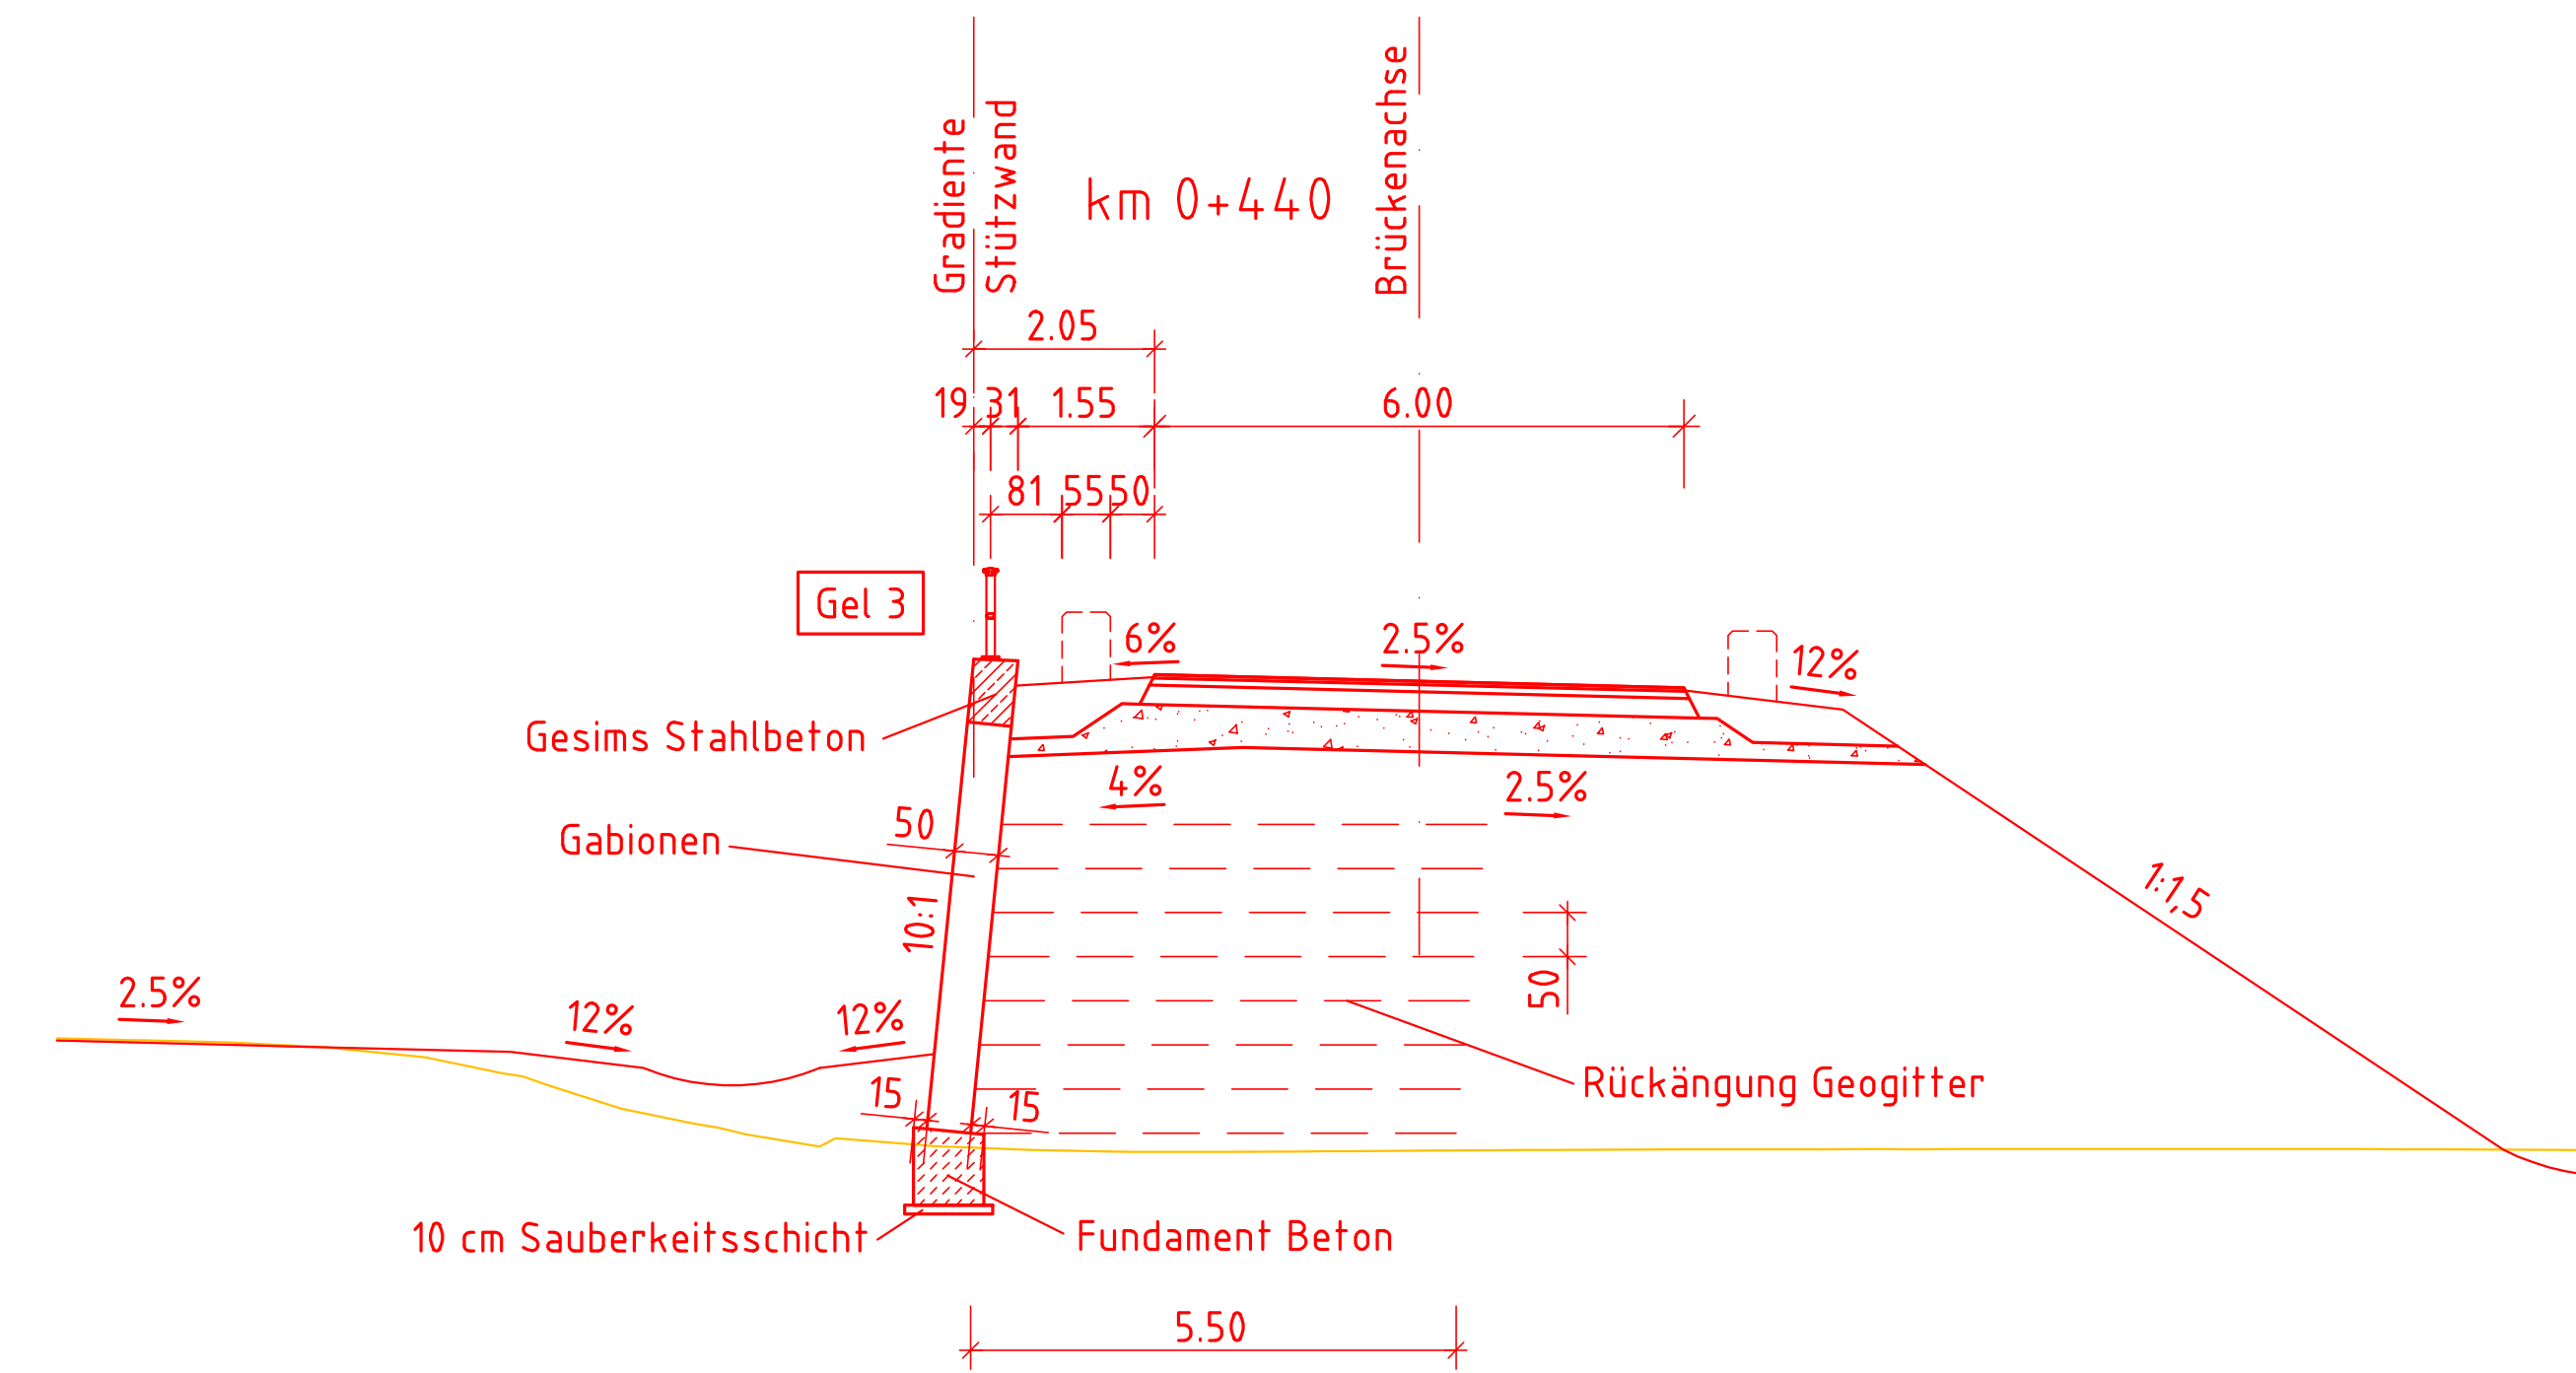 Gradiente
Stützwand
km 0+440
Brückenachse
2.05
19 31 1.55 6.00
81 55 50
Gel 3
6% 2.5% 12%
Gesims Stahlbeton
4% 2.5%
50
Gabionen
10:1
1:1,5
50
2.5% 12% 12%
15 15
Rückängung Geogitter
10 cm Sauberkeitsschicht
Fundament Beton
5.50